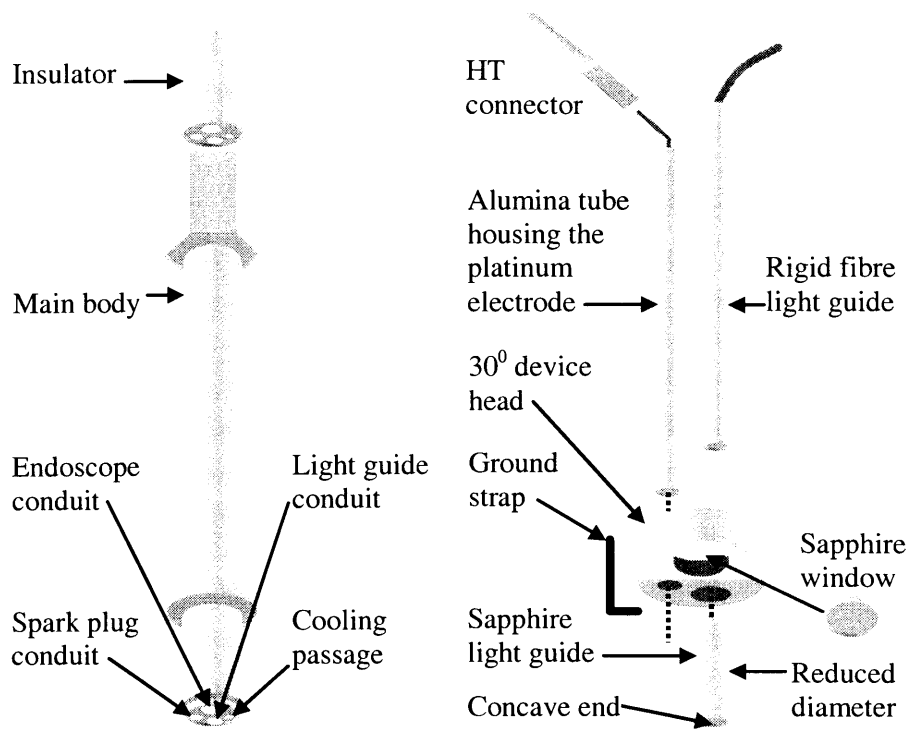 Insulator
Main body
Endoscope
conduit
Light guide
conduit
Spark plug
conduit
Cooling
passage
HT
connector
Alumina tube
housing the
platinum
electrode
Rigid fibre
light guide
30⁰ device
head
Ground
strap
Sapphire
window
Sapphire
light guide
Reduced
diameter
Concave end